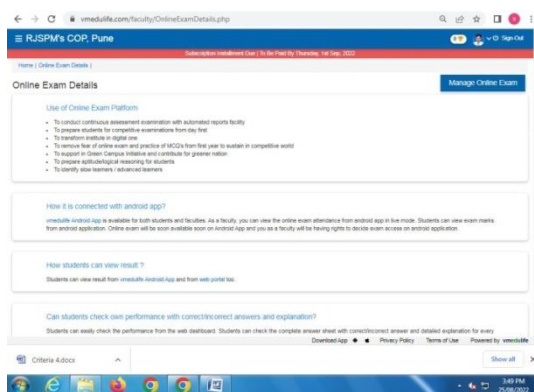 vmedulife.com/faculty/OnlineExamDetails.php
RJSPM's COP, Pune
Sign-Out
Subscription Installment Due | To Be Paid By Thursday, 1st Sep, 2022
Home | Online Exam Details |
Online Exam Details
Manage Online Exam
Use of Online Exam Platform
To conduct continuous assessment examination with automated reports facility
To prepare students for competitive examinations from day first
To transform institute in digital one
To remove fear of online exam and practice of MCQ's from first year to sustain in competitive world
To support in Green Campus Initiative and contribute for greener nation
To prepare aptitude/logical reasoning for students
To identify slow learners / advanced learners
How it is connected with android app?
vmedulife Android App is available for both students and faculties. As a faculty, you can view the online exam attendance from android app in live mode. Students can view exam marks
from android application. Online exam will be soon available soon on Android App and you as a faculty will be having rights to decide exam access on android application.
How students can view result ?
Students can view result from vmedulife Android App and from web portal too.
Can students check own performance with correct/incorrect answers and explanation?
Students can easily check the performance from the web dashboard. Students can check the complete answer sheet with correct/incorrect answer and detailed explanation for every
Download App
Privacy Policy
Terms of Use
Powered by vmedulife
Criteria 4.docx
Show all
3:49 PM
25/08/2022